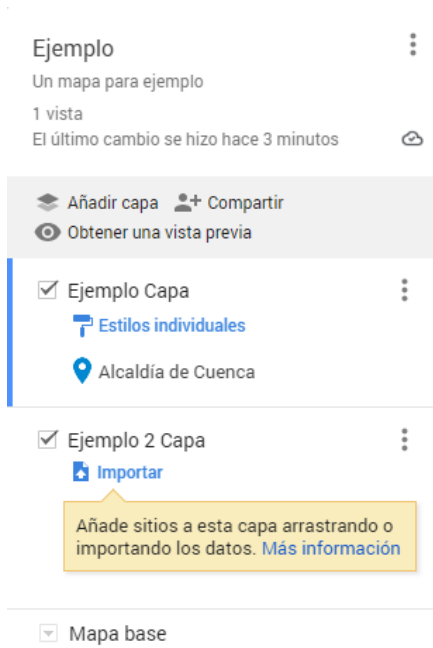 Ejemplo
Un mapa para ejemplo
1 vista
El último cambio se hizo hace 3 minutos
Añadir capa Compartir
Obtener una vista previa
Ejemplo Capa
Estilos individuales
Alcaldía de Cuenca
Ejemplo 2 Capa
Importar
Añade sitios a esta capa arrastrando o
importando los datos. Más información
Mapa base